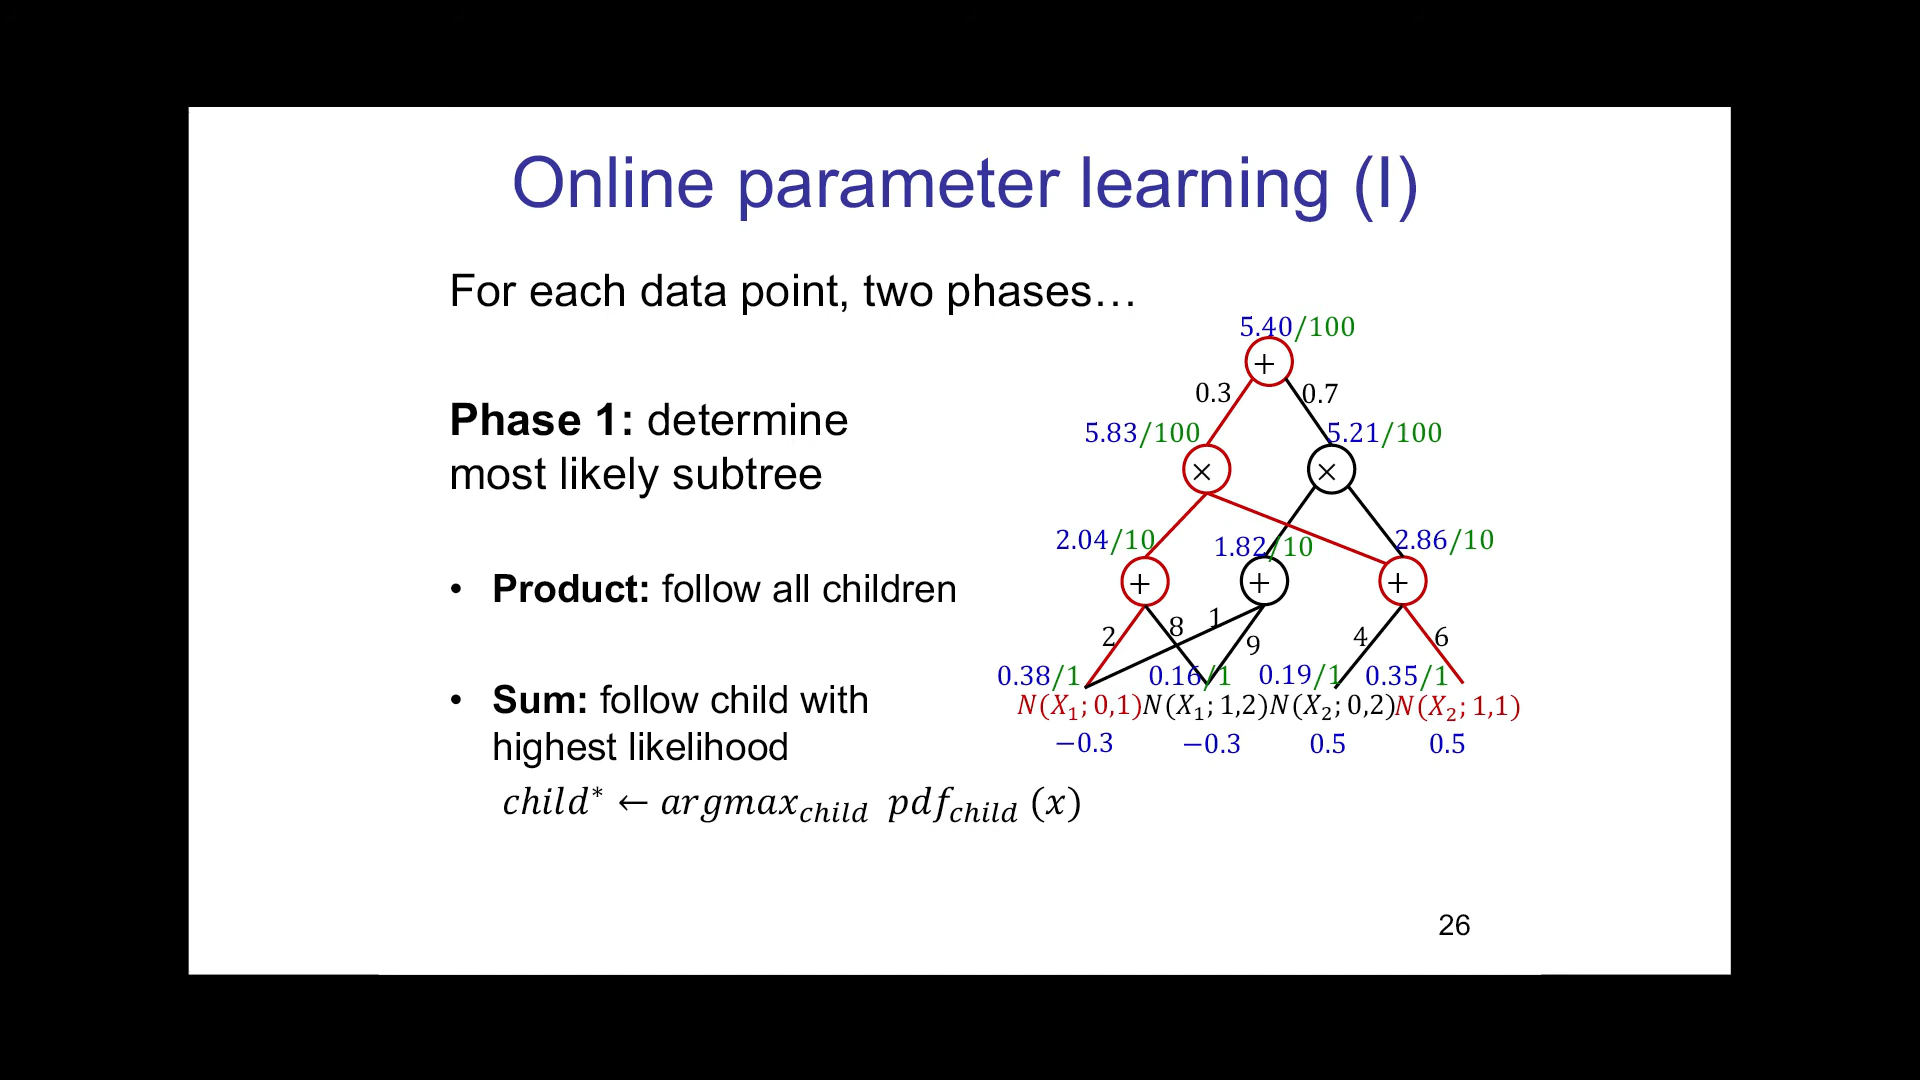 Online parameter learning (I)
For each data point, two phases…
5.40/100
+
0.3 0.7
Phase 1: determine
most likely subtree
5.83/100 5.21/100
× ×
2.04/10 1.82/10 2.86/10
+ + +
• Product: follow all children
2 8 1 9 4 6
0.38/1 0.16/1 0.19/1 0.35/1
N(X₁; 0,1) N(X₁; 1,2) N(X₂; 0,2) N(X₂; 1,1)
−0.3 −0.3 0.5 0.5
• Sum: follow child with
highest likelihood
child* ← argmax_child pdf_child (x)
26